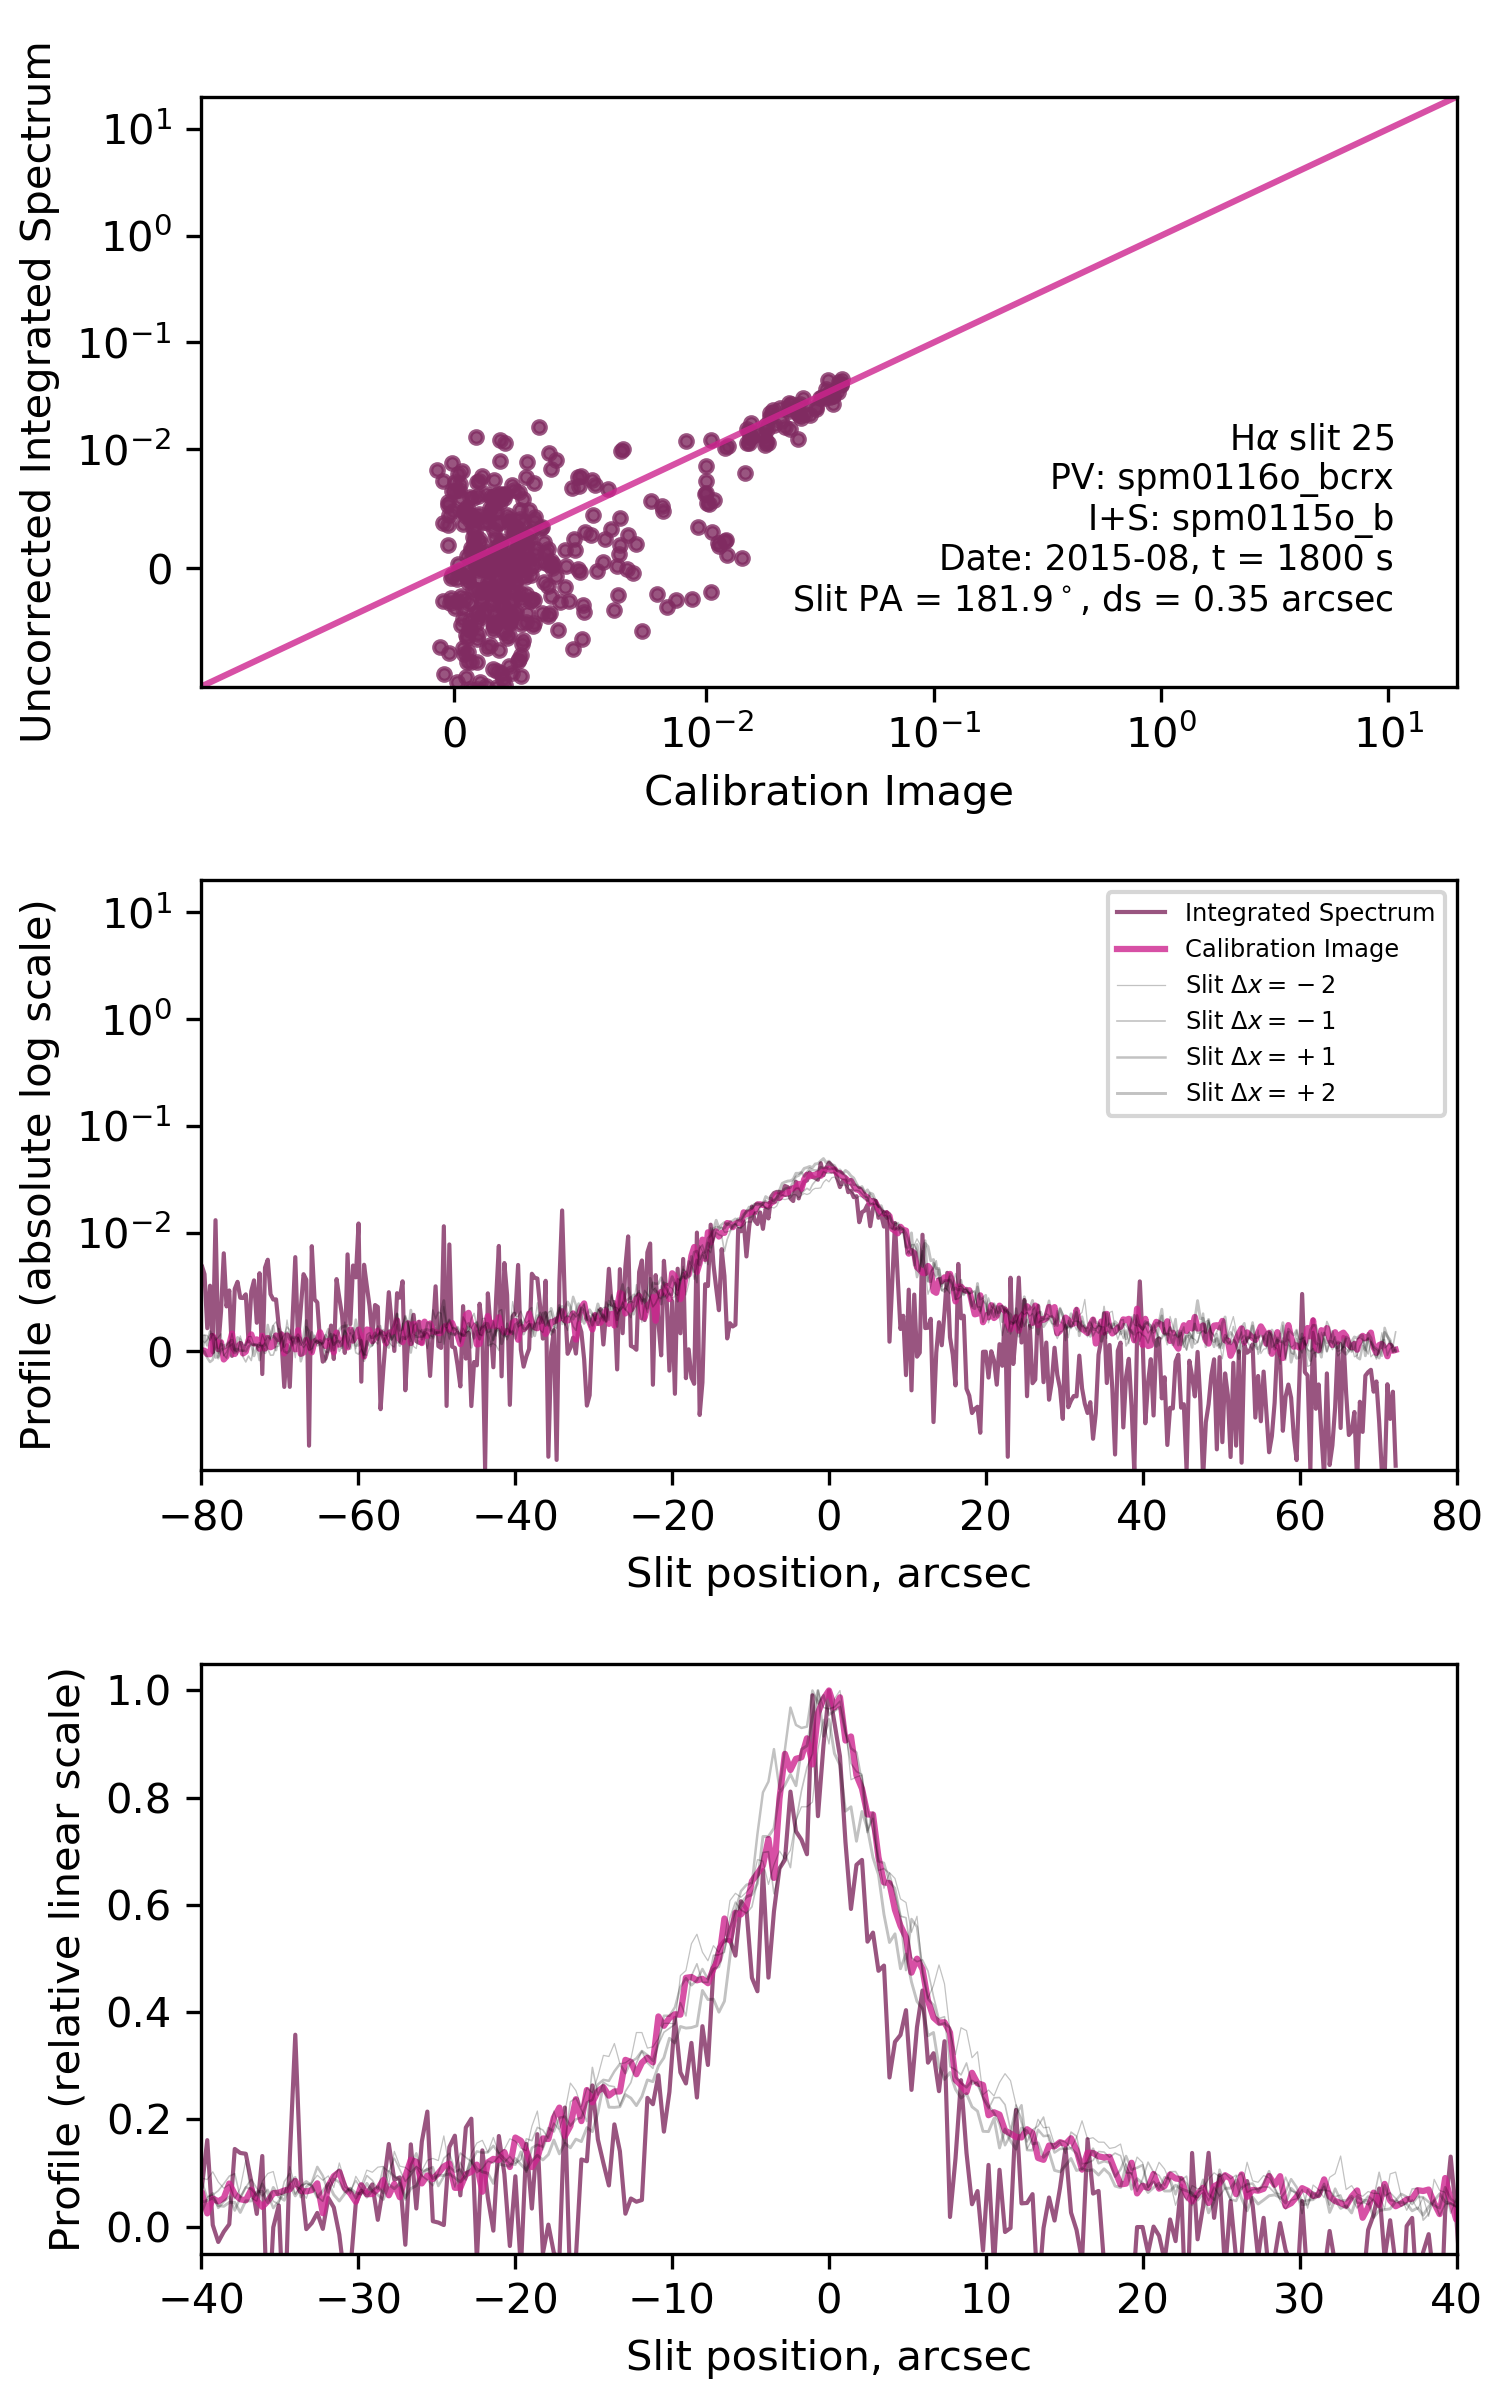 Uncorrected Integrated Spectrum
10¹
10⁰
10⁻¹
10⁻²
0
Hα slit 25
PV: spm0116o_bcrx
I+S: spm0115o_b
Date: 2015-08, t = 1800 s
Slit PA = 181.9°, ds = 0.35 arcsec
0 10⁻² 10⁻¹ 10⁰ 10¹
Calibration Image
Profile (absolute log scale)
10¹
10⁰
10⁻¹
10⁻²
0
Integrated Spectrum
Calibration Image
Slit Δx = −2
Slit Δx = −1
Slit Δx = +1
Slit Δx = +2
−80 −60 −40 −20 0 20 40 60 80
Slit position, arcsec
Profile (relative linear scale)
1.0
0.8
0.6
0.4
0.2
0.0
−40 −30 −20 −10 0 10 20 30 40
Slit position, arcsec